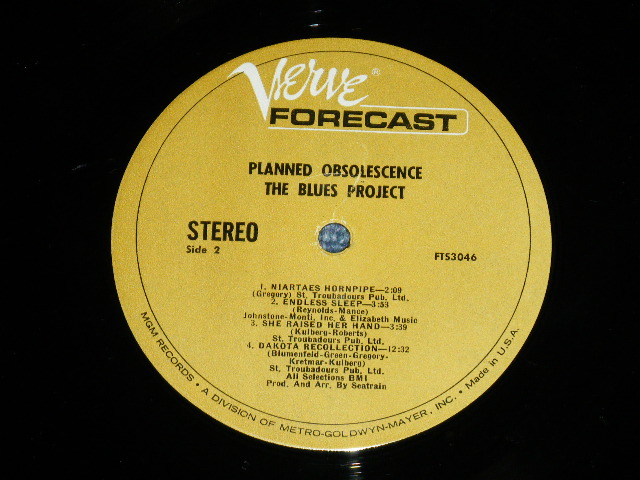 Verve®
FORECAST
PLANNED OBSOLESCENCE
THE BLUES PROJECT
STEREO
Side 2
FTS3046
1. NIARTAES HORNPIPE—2:09
(Gregory) St. Troubadours Pub. Ltd.
2. ENDLESS SLEEP—3:53
(Reynolds-Mance)
Johnstone-Monti, Inc. & Elizabeth Music
3. SHE RAISED HER HAND—3:39
(Kulberg-Roberts)
St. Troubadours Pub. Ltd.
4. DAKOTA RECOLLECTION—12:32
(Blumenfeld-Green-Gregory-
Kretmar-Kulberg)
St. Troubadours Pub. Ltd.
All Selections BMI
Prod. And Arr. By Seatrain
MGM RECORDS • A DIVISION OF METRO-GOLDWYN-MAYER, INC. • Made in U.S.A.